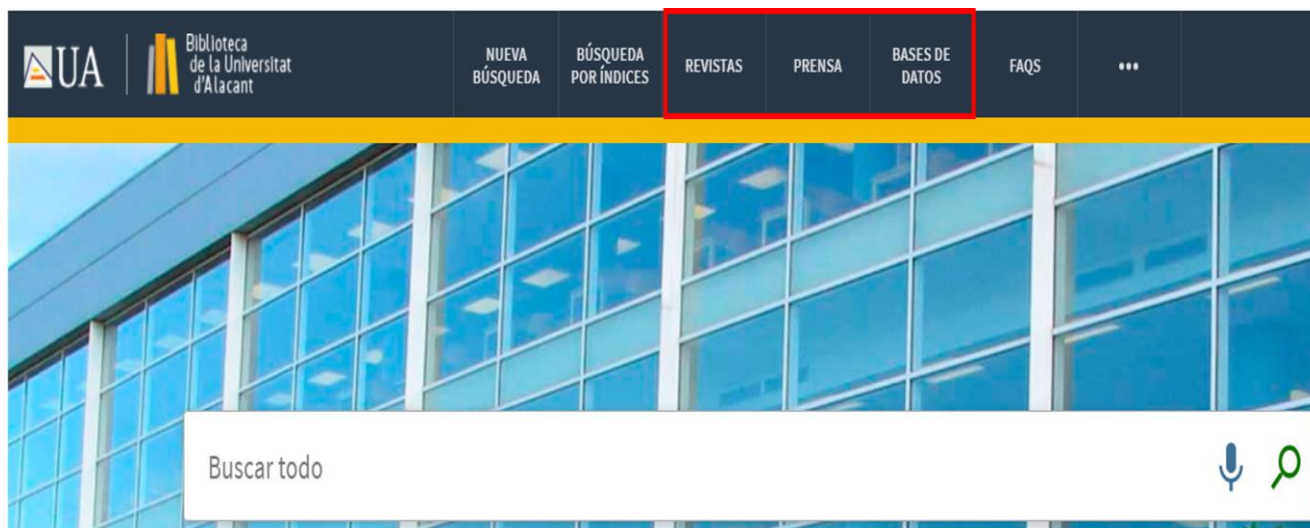 UA
Biblioteca
de la Universitat
d'Alacant
NUEVA
BÚSQUEDA
BÚSQUEDA
POR ÍNDICES
REVISTAS
PRENSA
BASES DE
DATOS
FAQS
•••
Buscar todo